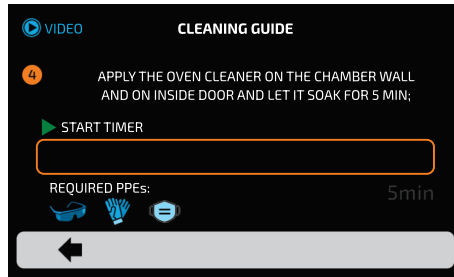 VIDEO
CLEANING GUIDE
4
APPLY THE OVEN CLEANER ON THE CHAMBER WALL
AND ON INSIDE DOOR AND LET IT SOAK FOR 5 MIN;
START TIMER
REQUIRED PPEs:
5min